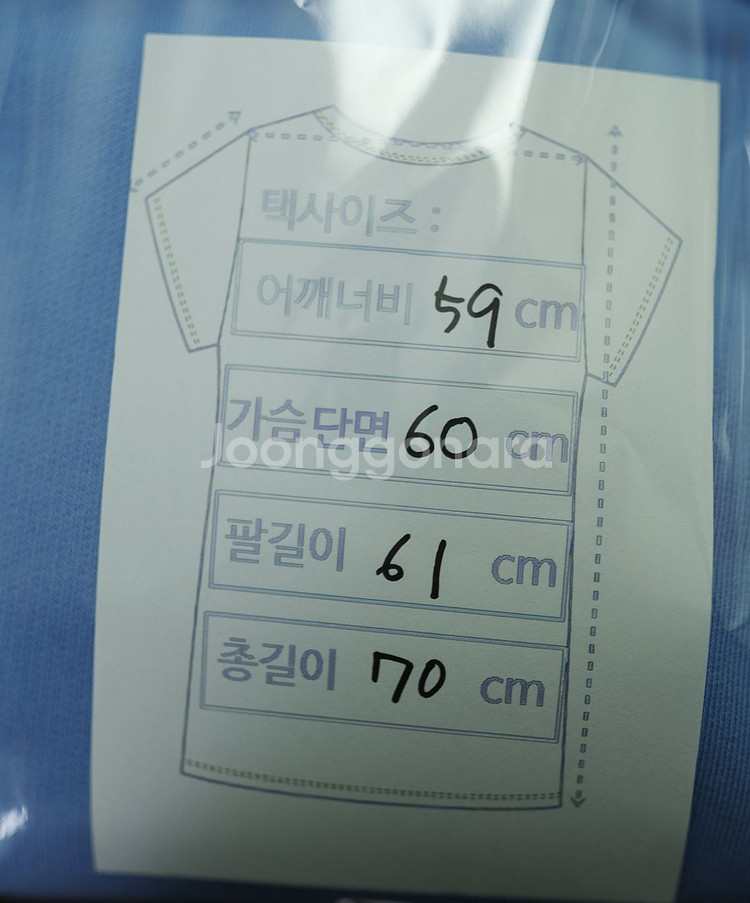 택사이즈 :
어깨너비 59 cm
가슴단면 60 cm
Joonggonara
팔길이 61 cm
총길이 70 cm